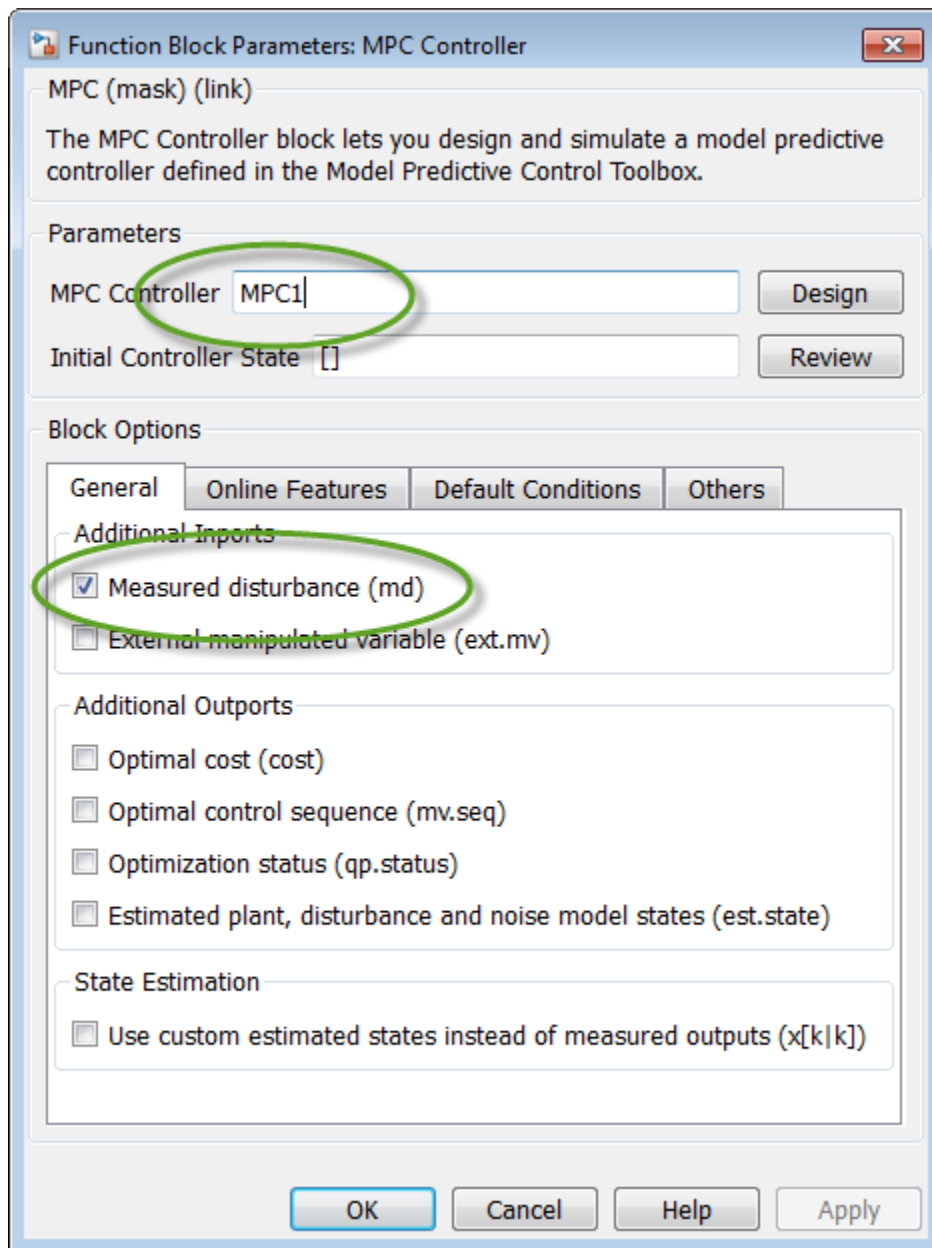 Function Block Parameters: MPC Controller
MPC (mask) (link)
The MPC Controller block lets you design and simulate a model predictive
controller defined in the Model Predictive Control Toolbox.
Parameters
MPC Controller MPC1 Design
Initial Controller State [] Review
Block Options
General Online Features Default Conditions Others
Additional Inports
Measured disturbance (md)
External manipulated variable (ext.mv)
Additional Outports
Optimal cost (cost)
Optimal control sequence (mv.seq)
Optimization status (qp.status)
Estimated plant, disturbance and noise model states (est.state)
State Estimation
Use custom estimated states instead of measured outputs (x[k|k])
OK Cancel Help Apply